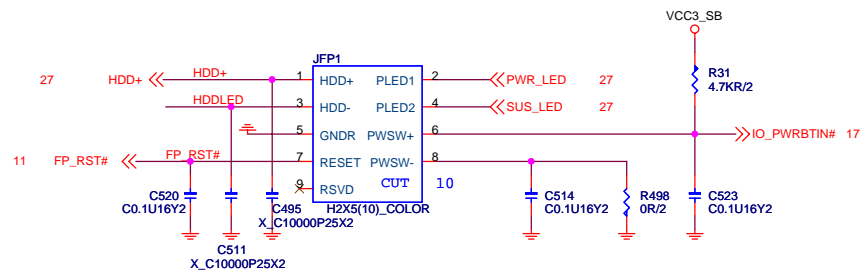 VCC3_SB
JFP1
27 HDD+ HDD+ 1 HDD+ PLED1 2 PWR_LED 27
R31
4.7KR/2
HDDLED 3 HDD- PLED2 4 SUS_LED 27
5 GNDR PWSW+ 6 IO_PWRBTIN# 17
11 FP_RST# FP_RST# 7 RESET PWSW- 8
9 RSVD CUT 10
C520
C0.1U16Y2
C495
X_C10000P25X2
H2X5(10)_COLOR
C514
C0.1U16Y2
R498
0R/2
C523
C0.1U16Y2
C511
X_C10000P25X2